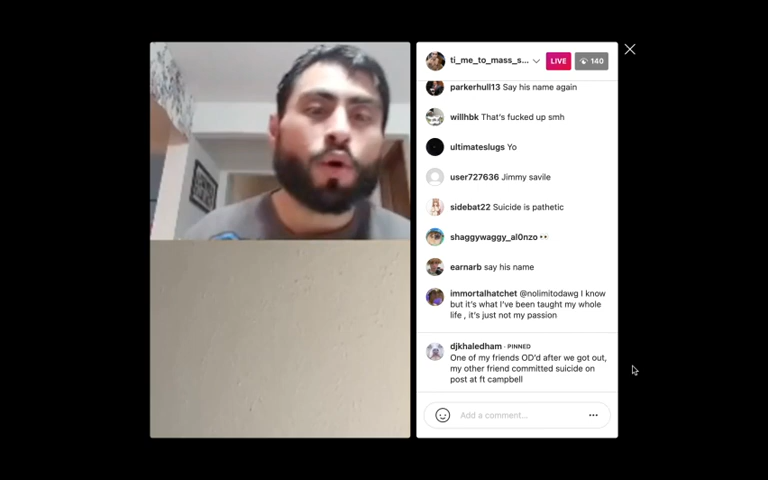 ti_me_to_mass_s...
LIVE
140
parkerhull13 Say his name again
willhbk That's fucked up smh
ultimateslugs Yo
user727636 Jimmy savile
sidebat22 Suicide is pathetic
shaggywaggy_al0nzo 👀
earnarb say his name
immortalhatchet @nolimitodawg I know
but it's what I've been taught my whole
life , it's just not my passion
djkhaledham · PINNED
One of my friends OD'd after we got out,
my other friend committed suicide on
post at ft campbell
Add a comment...